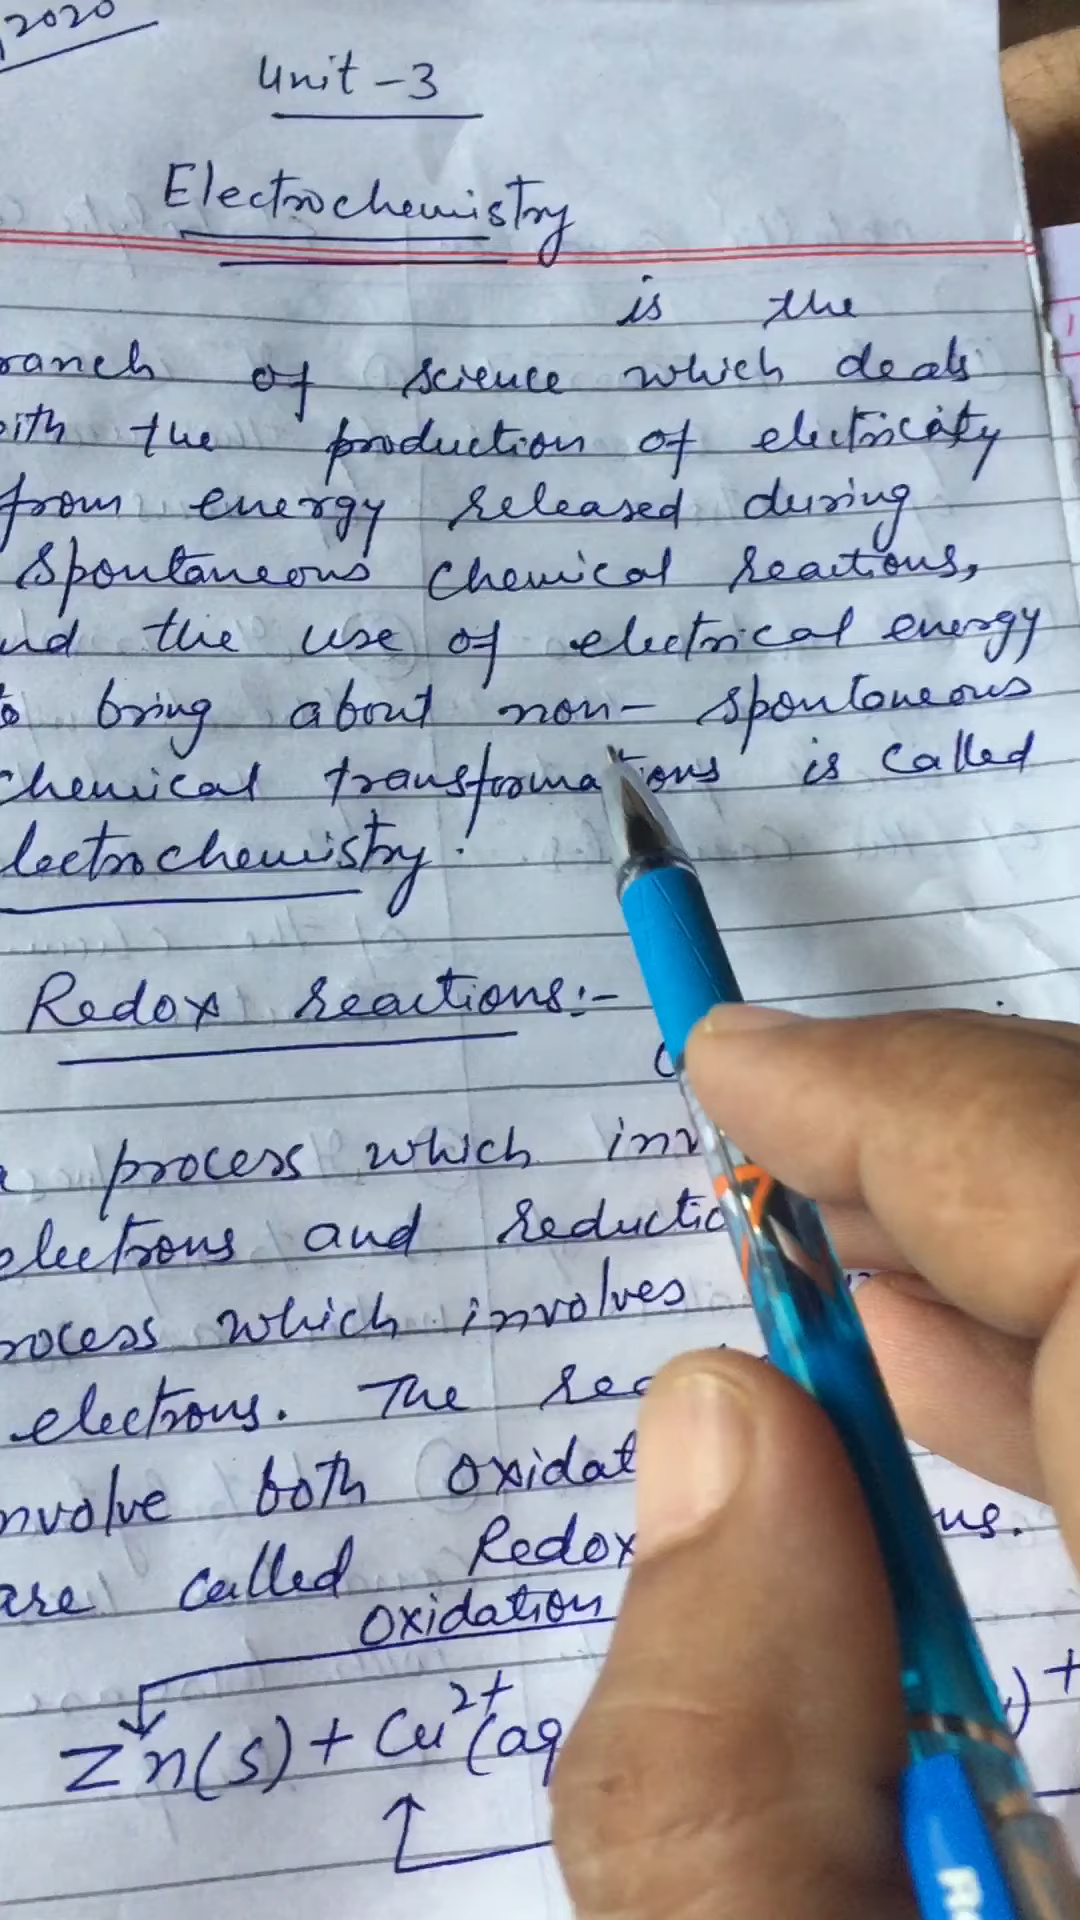 2020
Unit - 3
Electrochemistry
is the
ranch of science which deals
ith the production of electricity
from energy released during
spontaneous chemical reactions,
nd the use of electrical energy
to bring about non- spontaneous
chemical transformations is called
lectrochemistry.
Redox reactions:-
process which inv
electrons and reductio
rocess which involves
electrons. The rea
nvolve both oxidat
ns.
are called Redox
oxidation
Zn(s) + Cu²⁺(aq ) +